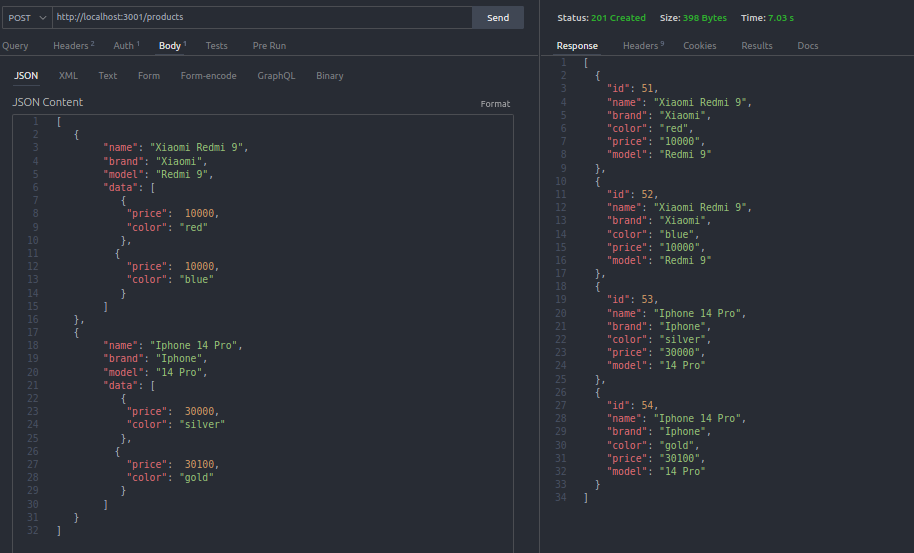 POST http://localhost:3001/products Send
Query Headers 2 Auth 1 Body 1 Tests Pre Run
JSON XML Text Form Form-encode GraphQL Binary
JSON Content Format
1 [
2 {
3 "name": "Xiaomi Redmi 9",
4 "brand": "Xiaomi",
5 "model": "Redmi 9",
6 "data": [
7 {
8 "price": 10000,
9 "color": "red"
10 },
11 {
12 "price": 10000,
13 "color": "blue"
14 }
15 ]
16 },
17 {
18 "name": "Iphone 14 Pro",
19 "brand": "Iphone",
20 "model": "14 Pro",
21 "data": [
22 {
23 "price": 30000,
24 "color": "silver"
25 },
26 {
27 "price": 30100,
28 "color": "gold"
29 }
30 ]
31 }
32 ]
Status: 201 Created Size: 398 Bytes Time: 7.03 s
Response Headers 9 Cookies Results Docs
1 [
2 {
3 "id": 51,
4 "name": "Xiaomi Redmi 9",
5 "brand": "Xiaomi",
6 "color": "red",
7 "price": "10000",
8 "model": "Redmi 9"
9 },
10 {
11 "id": 52,
12 "name": "Xiaomi Redmi 9",
13 "brand": "Xiaomi",
14 "color": "blue",
15 "price": "10000",
16 "model": "Redmi 9"
17 },
18 {
19 "id": 53,
20 "name": "Iphone 14 Pro",
21 "brand": "Iphone",
22 "color": "silver",
23 "price": "30000",
24 "model": "14 Pro"
25 },
26 {
27 "id": 54,
28 "name": "Iphone 14 Pro",
29 "brand": "Iphone",
30 "color": "gold",
31 "price": "30100",
32 "model": "14 Pro"
33 }
34 ]